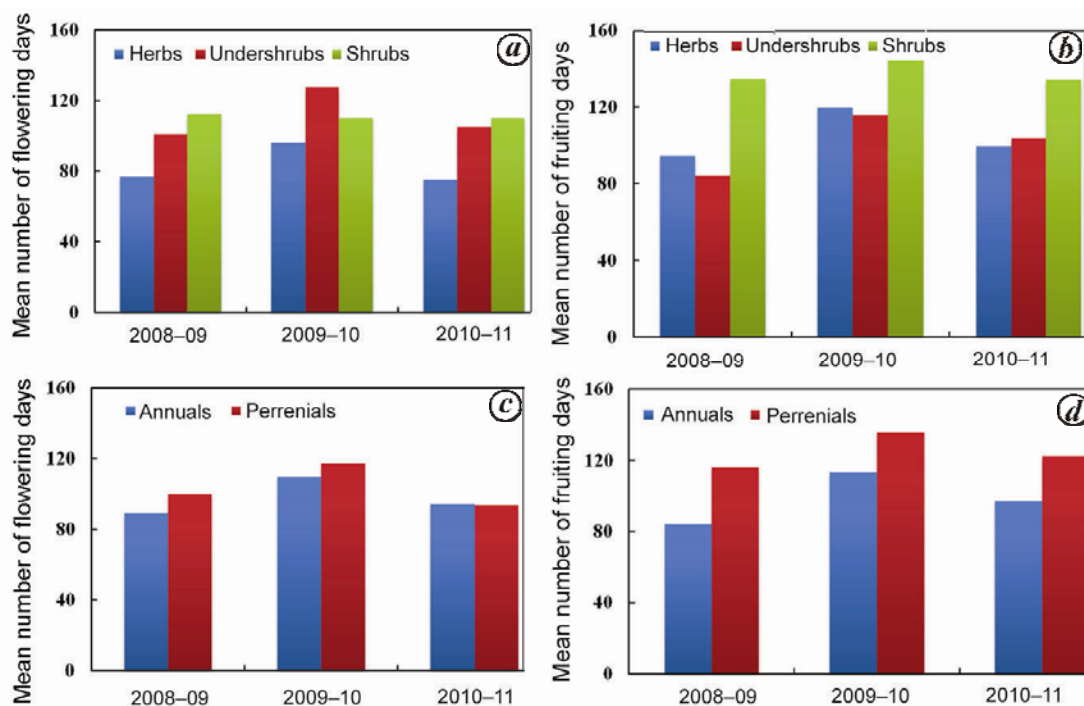 Mean number of flowering days
160
120
80
40
0
Herbs Undershrubs Shrubs
a
2008–09 2009–10 2010–11
Mean number of fruiting days
160
120
80
40
0
Herbs Undershrubs Shrubs
b
2008–09 2009–10 2010–11
Mean number of flowering days
160
120
80
40
0
Annuals Perrenials
c
2008–09 2009–10 2010–11
Mean number of fruiting days
160
120
80
40
0
Annuals Perrenials
d
2008–09 2009–10 2010–11